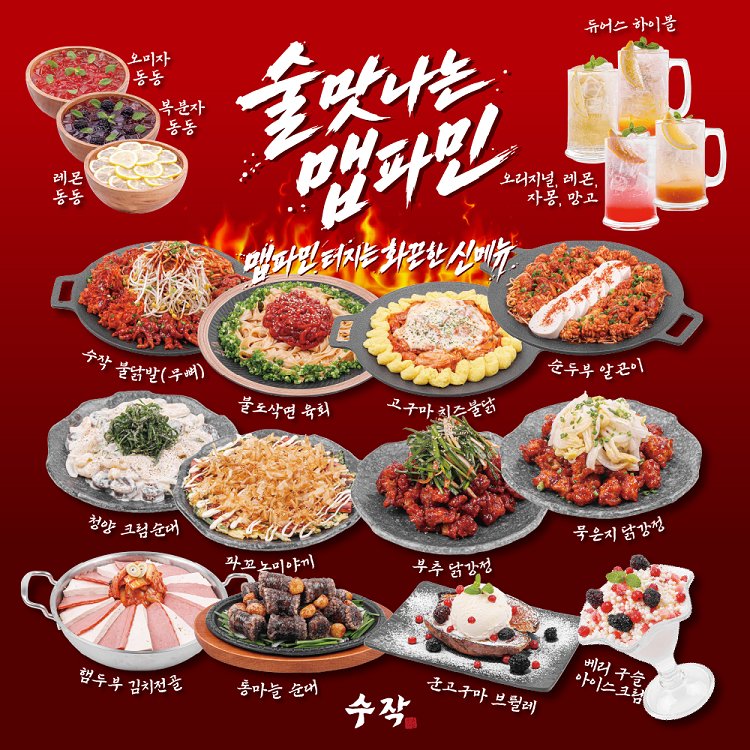 오미자
동동
복분자
동동
레몬
동동
술맛나는
맵파민
듀어스 하이볼
오리지널, 레몬,
자몽, 망고
맵파민 터지는 화끈한 신메뉴
수작 불닭발(무뼈)
불도삭면 육회
고구마 치즈불닭
순두부 알곤이
청양 크림순대
파코노미야끼
부추 닭강정
묵은지 닭강정
햄두부 김치전골
통마늘 순대
군고구마 브륄레
베리 구슬
아이스크림
수작